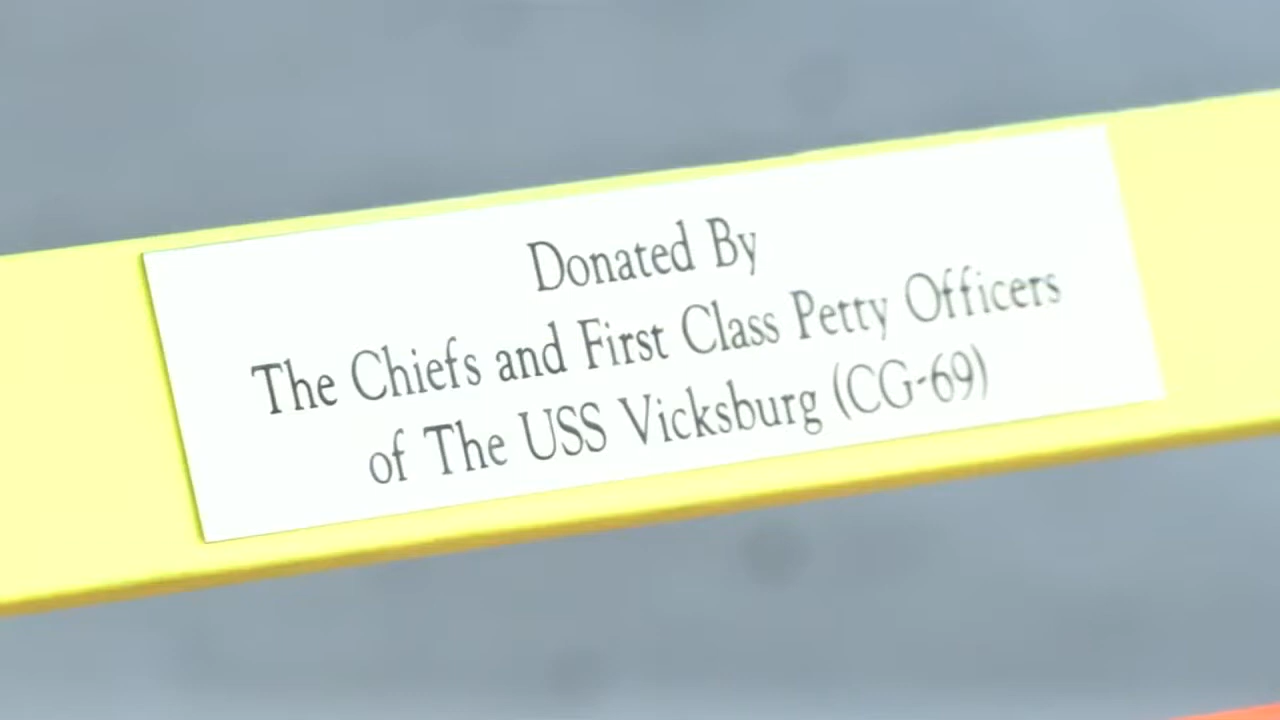 Donated By
The Chiefs and First Class Petty Officers
of The USS Vicksburg (CG-69)